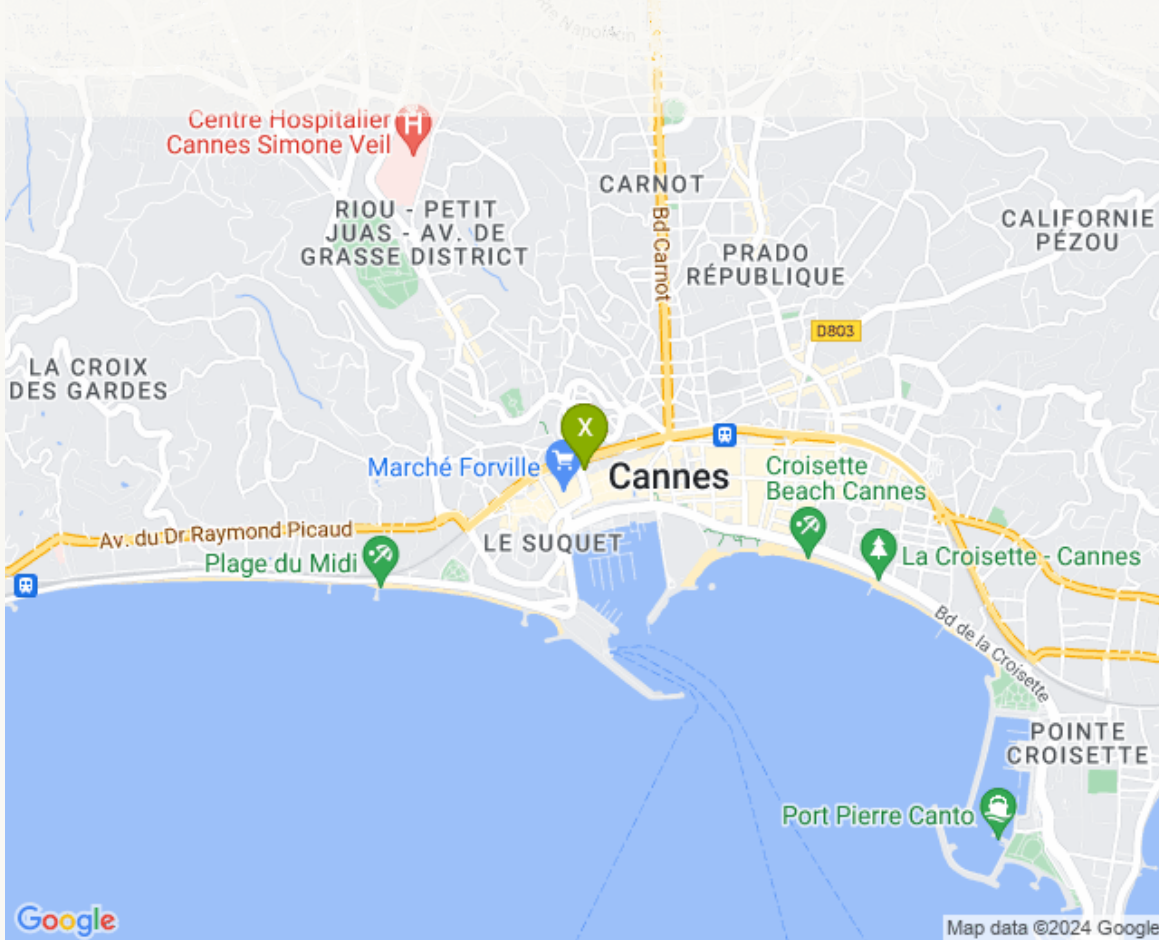 Centre Hospitalier
Cannes Simone Veil
H
CARNOT
RIOU - PETIT
JUAS - AV. DE
GRASSE DISTRICT
Bd Carnot
CALIFORNIE
PÉZOU
PRADO
RÉPUBLIQUE
D803
LA CROIX
DES GARDES
X
Marché Forville
Cannes
Croisette
Beach Cannes
Av. du Dr Raymond Picaud
LE SUQUET
Plage du Midi
La Croisette - Cannes
Bd de la Croisette
POINTE
CROISETTE
Port Pierre Canto
Google
Map data ©2024 Google